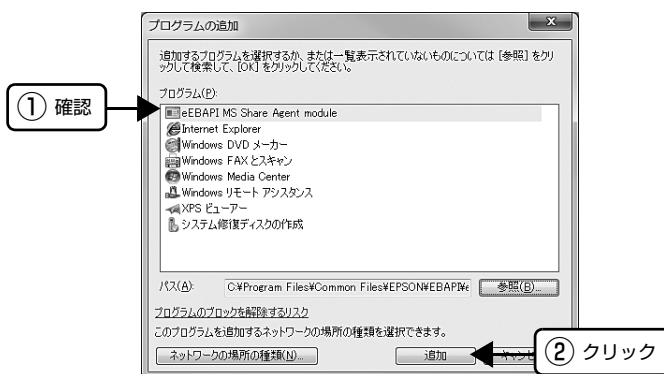 プログラムの追加
追加するプログラムを選択するか、または一覧表示されていないものについては [参照] をクリ
ックして検索して、[OK] をクリックしてください。
プログラム(P):
① 確認
eEBAPI MS Share Agent module
Internet Explorer
Windows DVD メーカー
Windows FAX とスキャン
Windows Media Center
Windows リモート アシスタンス
XPS ビューアー
システム修復ディスクの作成
パス(A): C:¥Program Files¥Common Files¥EPSON¥EBAPI¥e 参照(B)...
プログラムのブロックを解除するリスク
このプログラムを追加するネットワークの場所の種類を選択できます。
ネットワークの場所の種類(N)... 追加
② クリック